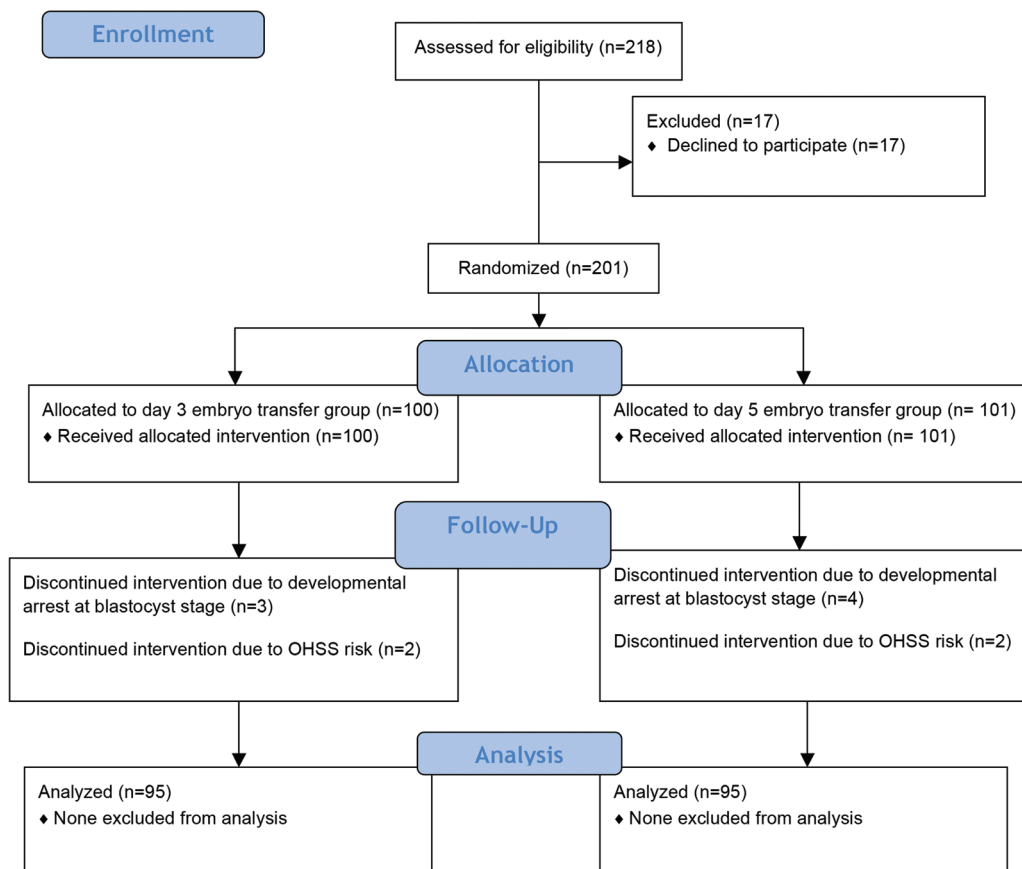 Enrollment
Assessed for eligibility (n=218)
Excluded (n=17)
♦ Declined to participate (n=17)
Randomized (n=201)
Allocation
Allocated to day 3 embryo transfer group (n=100)
♦ Received allocated intervention (n=100)
Allocated to day 5 embryo transfer group (n= 101)
♦ Received allocated intervention (n= 101)
Follow-Up
Discontinued intervention due to developmental
arrest at blastocyst stage (n=3)
Discontinued intervention due to OHSS risk (n=2)
Discontinued intervention due to developmental
arrest at blastocyst stage (n=4)
Discontinued intervention due to OHSS risk (n=2)
Analysis
Analyzed (n=95)
♦ None excluded from analysis
Analyzed (n=95)
♦ None excluded from analysis